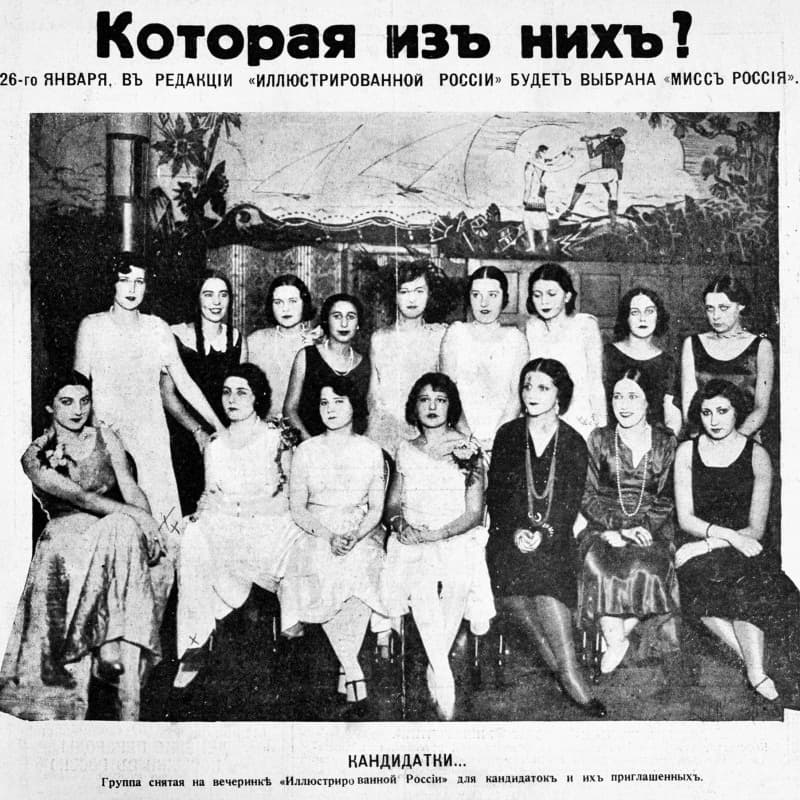 Которая изъ нихъ?
26-го ЯНВАРЯ, ВЪ РЕДАКЦІИ «ИЛЛЮСТРИРОВАННОЙ РОССІИ» БУДЕТЪ ВЫБРАНА «МИССЪ РОССІЯ».
КАНДИДАТКИ...
Группа снятая на вечеринкѣ «Иллюстрированной Россіи» для кандидатокъ и ихъ приглашенныхъ.